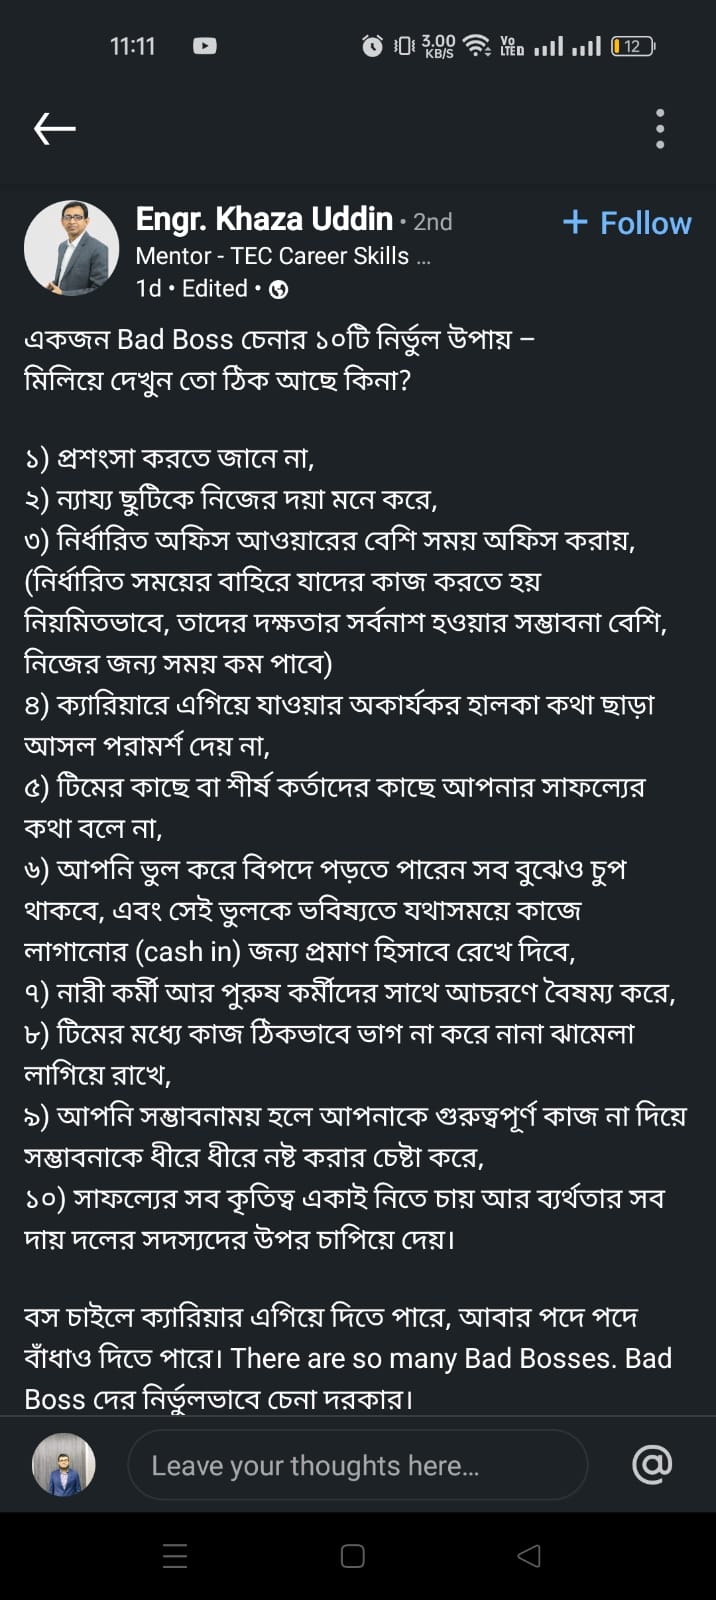 11:11
3.00 KB/S
Vo LTED
12
Engr. Khaza Uddin • 2nd
+ Follow
Mentor - TEC Career Skills ...
1d • Edited •
একজন Bad Boss চেনার ১০টি নির্ভুল উপায় –
মিলিয়ে দেখুন তো ঠিক আছে কিনা?
১) প্রশংসা করতে জানে না,
২) ন্যায্য ছুটিকে নিজের দয়া মনে করে,
৩) নির্ধারিত অফিস আওয়ারের বেশি সময় অফিস করায়,
(নির্ধারিত সময়ের বাহিরে যাদের কাজ করতে হয়
নিয়মিতভাবে, তাদের দক্ষতার সর্বনাশ হওয়ার সম্ভাবনা বেশি,
নিজের জন্য সময় কম পাবে)
৪) ক্যারিয়ারে এগিয়ে যাওয়ার অকার্যকর হালকা কথা ছাড়া
আসল পরামর্শ দেয় না,
৫) টিমের কাছে বা শীর্ষ কর্তাদের কাছে আপনার সাফল্যের
কথা বলে না,
৬) আপনি ভুল করে বিপদে পড়তে পারেন সব বুঝেও চুপ
থাকবে, এবং সেই ভুলকে ভবিষ্যতে যথাসময়ে কাজে
লাগানোর (cash in) জন্য প্রমাণ হিসাবে রেখে দিবে,
৭) নারী কর্মী আর পুরুষ কর্মীদের সাথে আচরণে বৈষম্য করে,
৮) টিমের মধ্যে কাজ ঠিকভাবে ভাগ না করে নানা ঝামেলা
লাগিয়ে রাখে,
৯) আপনি সম্ভাবনাময় হলে আপনাকে গুরুত্বপূর্ণ কাজ না দিয়ে
সম্ভাবনাকে ধীরে ধীরে নষ্ট করার চেষ্টা করে,
১০) সাফল্যের সব কৃতিত্ব একাই নিতে চায় আর ব্যর্থতার সব
দায় দলের সদস্যদের উপর চাপিয়ে দেয়।
বস চাইলে ক্যারিয়ার এগিয়ে দিতে পারে, আবার পদে পদে
বাঁধাও দিতে পারে। There are so many Bad Bosses. Bad
Boss দের নির্ভুলভাবে চেনা দরকার।
Leave your thoughts here...
@